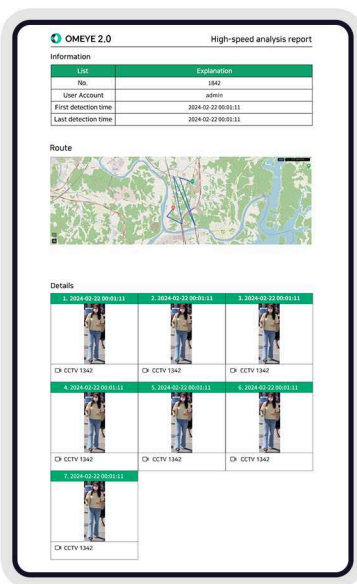 OMEYE 2.0
High-speed analysis report
Information
List Explanation
No. 1842
User Account admin
First detection time 2024-02-22 00:01:11
Last detection time 2024-02-22 00:01:11
Route
Details
1. 2024-02-22 00:01:11 2. 2024-02-22 00:01:11 3. 2024-02-22 00:01:11
CCTV 1342 CCTV 1342 CCTV 1342
4. 2024-02-22 00:01:11 5. 2024-02-22 00:01:11 6. 2024-02-22 00:01:11
CCTV 1342 CCTV 1342 CCTV 1342
7. 2024-02-22 00:01:11
CCTV 1342